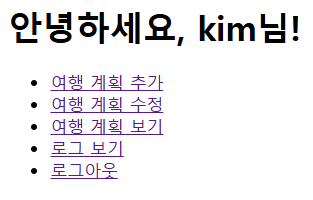 안녕하세요, kim님!
여행 계획 추가
여행 계획 수정
여행 계획 보기
로그 보기
로그아웃